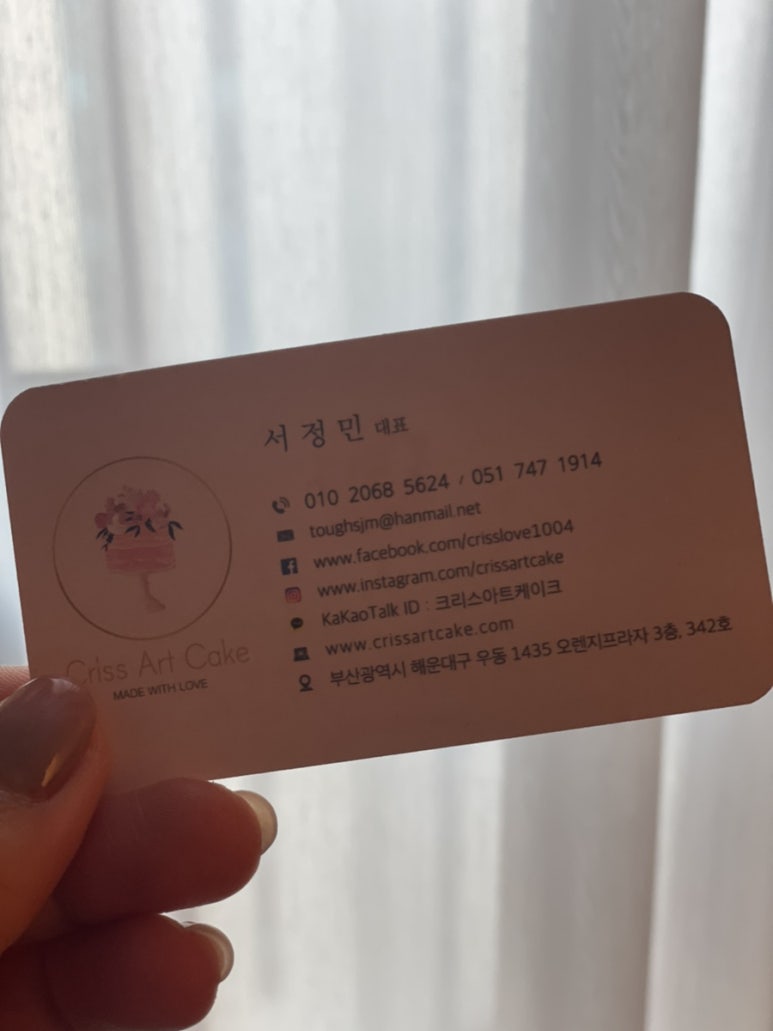 서정민 대표
010 2068 5624 / 051 747 1914
toughsjm@hanmail.net
www.facebook.com/crisslove1004
www.instagram.com/crissartcake
KaKaoTalk ID : 크리스아트케이크
www.crissartcake.com
부산광역시 해운대구 우동 1435 오렌지프라자 3층, 342호
Criss Art Cake
MADE WITH LOVE